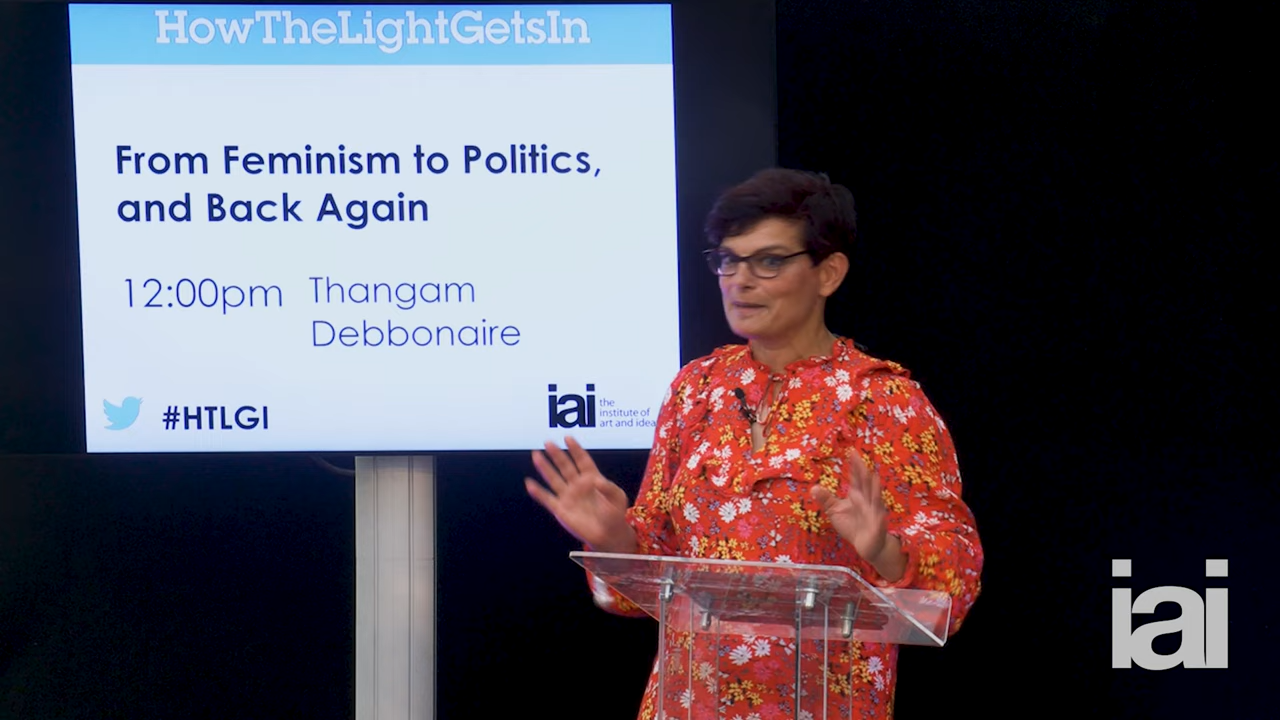 HowTheLightGetsIn
From Feminism to Politics,
and Back Again
12:00pm Thangam
Debbonaire
#HTLGI
iai the
institute of
art and idea
iai